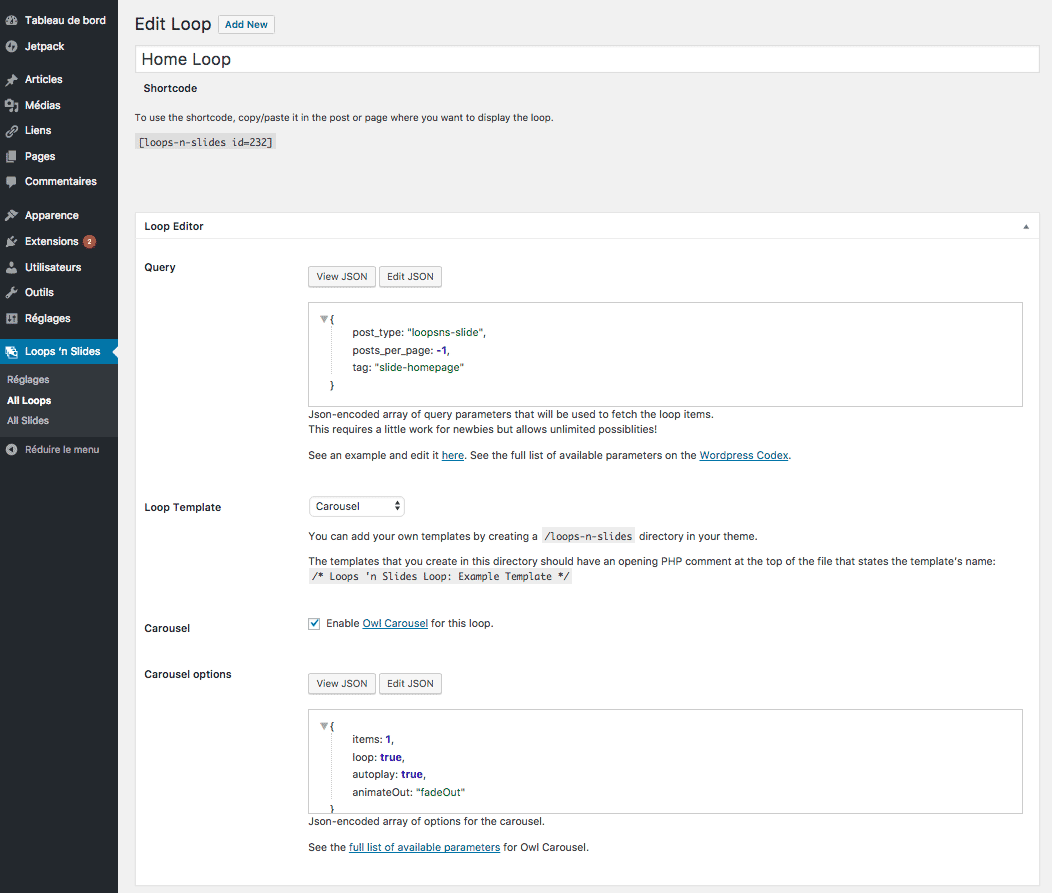 Tableau de bord
Jetpack
Articles
Médias
Liens
Pages
Commentaires
Apparence
Extensions 2
Utilisateurs
Outils
Réglages
Loops 'n Slides
Réglages
All Loops
All Slides
Réduire le menu
Edit Loop Add New
Home Loop
Shortcode
To use the shortcode, copy/paste it in the post or page where you want to display the loop.
[loops-n-slides id=232]
Loop Editor
Query
View JSON Edit JSON
{
post_type: "loopsns-slide",
posts_per_page: -1,
tag: "slide-homepage"
}
Json-encoded array of query parameters that will be used to fetch the loop items.
This requires a little work for newbies but allows unlimited possiblities!
See an example and edit it here. See the full list of available parameters on the Wordpress Codex.
Loop Template
Carousel
You can add your own templates by creating a /loops-n-slides directory in your theme.
The templates that you create in this directory should have an opening PHP comment at the top of the file that states the template's name:
/* Loops 'n Slides Loop: Example Template */
Carousel
Enable Owl Carousel for this loop.
Carousel options
View JSON Edit JSON
{
items: 1,
loop: true,
autoplay: true,
animateOut: "fadeOut"
}
Json-encoded array of options for the carousel.
See the full list of available parameters for Owl Carousel.